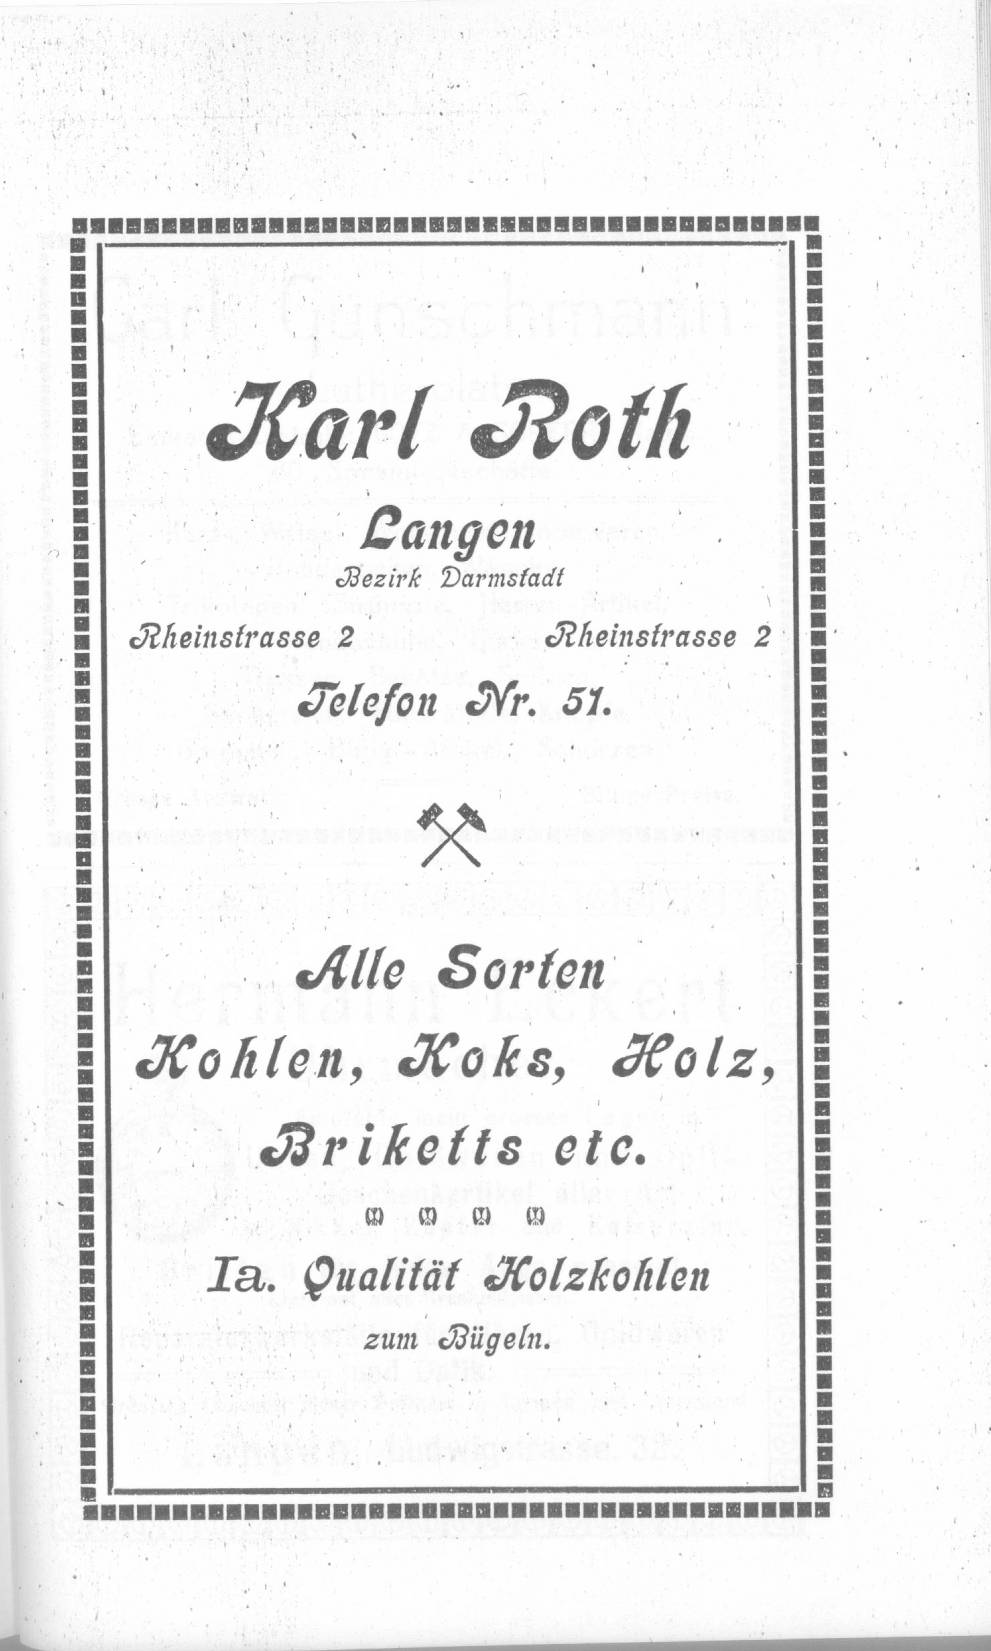 Karl Roth
Langen
Bezirk Darmstadt
Rheinstrasse 2 Rheinstrasse 2
Telefon Nr. 51.
Alle Sorten
Kohlen, Koks, Holz,
Briketts etc.
Ia. Qualität Holzkohlen
zum Bügeln.